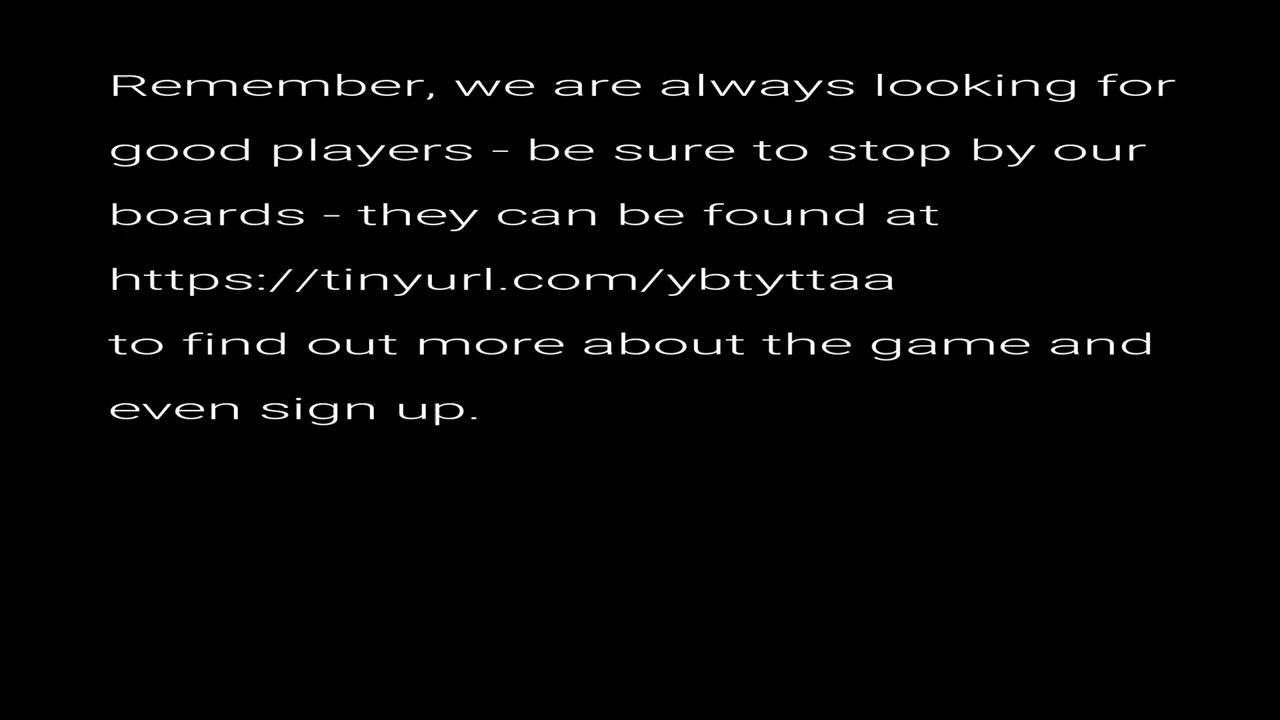 Remember, we are always looking for
good players - be sure to stop by our
boards - they can be found at
https://tinyurl.com/ybtyttaa
to find out more about the game and
even sign up.